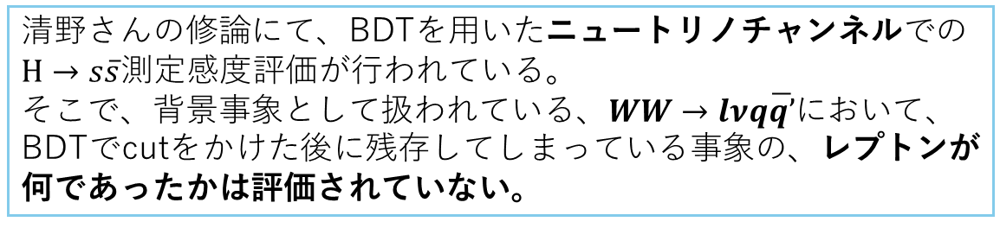 清野さんの修論にて、BDTを用いたニュートリノチャンネルでの
H → ss̄測定感度評価が行われている。
そこで、背景事象として扱われている、WW → lνqq̄’において、
BDTでcutをかけた後に残存してしまっている事象の、レプトンが
何であったかは評価されていない。